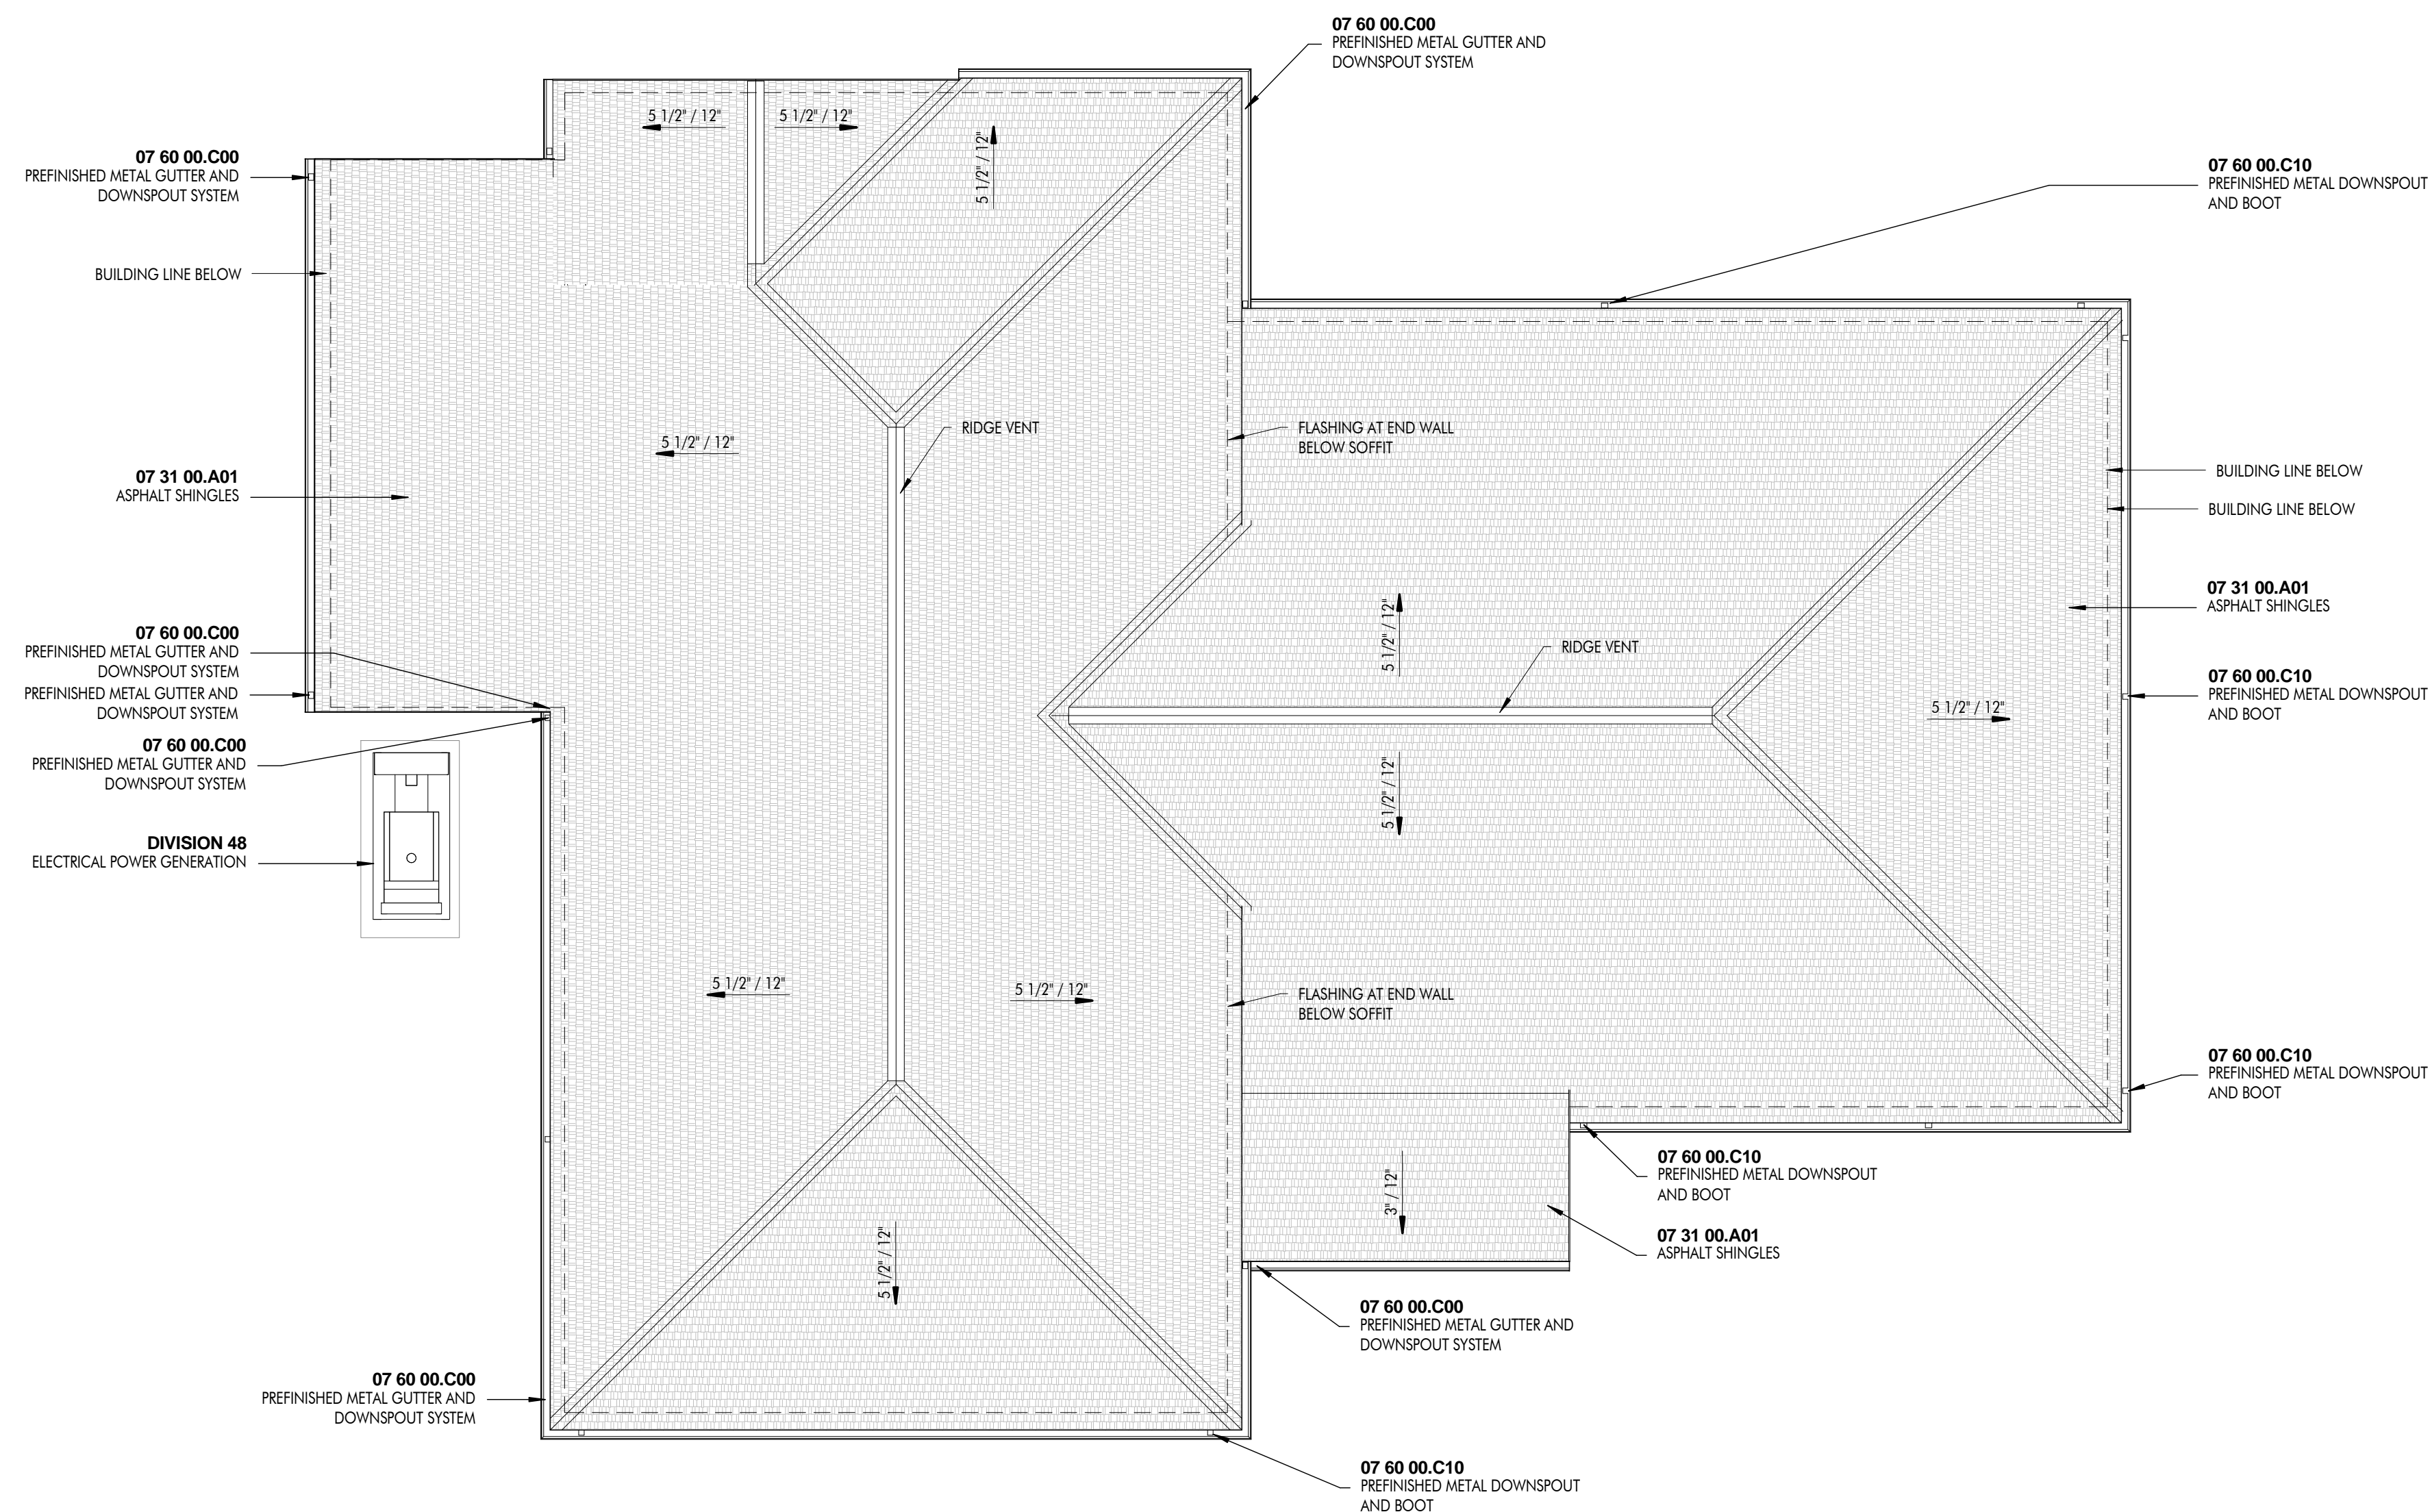 07 60 00.C00
PREFINISHED METAL GUTTER AND
DOWNSPOUT SYSTEM
5 1/2" / 12"
5 1/2" / 12"
5 1/2" / 12"
07 60 00.C00
PREFINISHED METAL GUTTER AND
DOWNSPOUT SYSTEM
07 60 00.C10
PREFINISHED METAL DOWNSPOUT
AND BOOT
BUILDING LINE BELOW
5 1/2" / 12"
RIDGE VENT
FLASHING AT END WALL
BELOW SOFFIT
07 31 00.A01
ASPHALT SHINGLES
BUILDING LINE BELOW
BUILDING LINE BELOW
07 31 00.A01
ASPHALT SHINGLES
5 1/2" / 12"
RIDGE VENT
07 60 00.C00
PREFINISHED METAL GUTTER AND
DOWNSPOUT SYSTEM
PREFINISHED METAL GUTTER AND
DOWNSPOUT SYSTEM
07 60 00.C10
PREFINISHED METAL DOWNSPOUT
AND BOOT
5 1/2" / 12"
07 60 00.C00
PREFINISHED METAL GUTTER AND
DOWNSPOUT SYSTEM
5 1/2" / 12"
DIVISION 48
ELECTRICAL POWER GENERATION
5 1/2" / 12"
5 1/2" / 12"
FLASHING AT END WALL
BELOW SOFFIT
07 60 00.C10
PREFINISHED METAL DOWNSPOUT
AND BOOT
07 60 00.C10
PREFINISHED METAL DOWNSPOUT
AND BOOT
3" / 12"
07 31 00.A01
ASPHALT SHINGLES
5 1/2" / 12"
07 60 00.C00
PREFINISHED METAL GUTTER AND
DOWNSPOUT SYSTEM
07 60 00.C00
PREFINISHED METAL GUTTER AND
DOWNSPOUT SYSTEM
07 60 00.C10
PREFINISHED METAL DOWNSPOUT
AND BOOT